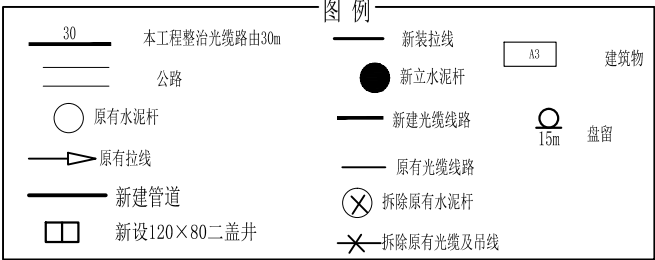 图 例
30
本工程整治光缆路由30m
公路
原有水泥杆
原有拉线
新建管道
新设120×80二盖井
新装拉线
新立水泥杆
新建光缆线路
原有光缆线路
拆除原有水泥杆
拆除原有光缆及吊线
A3
建筑物
15m
盘留